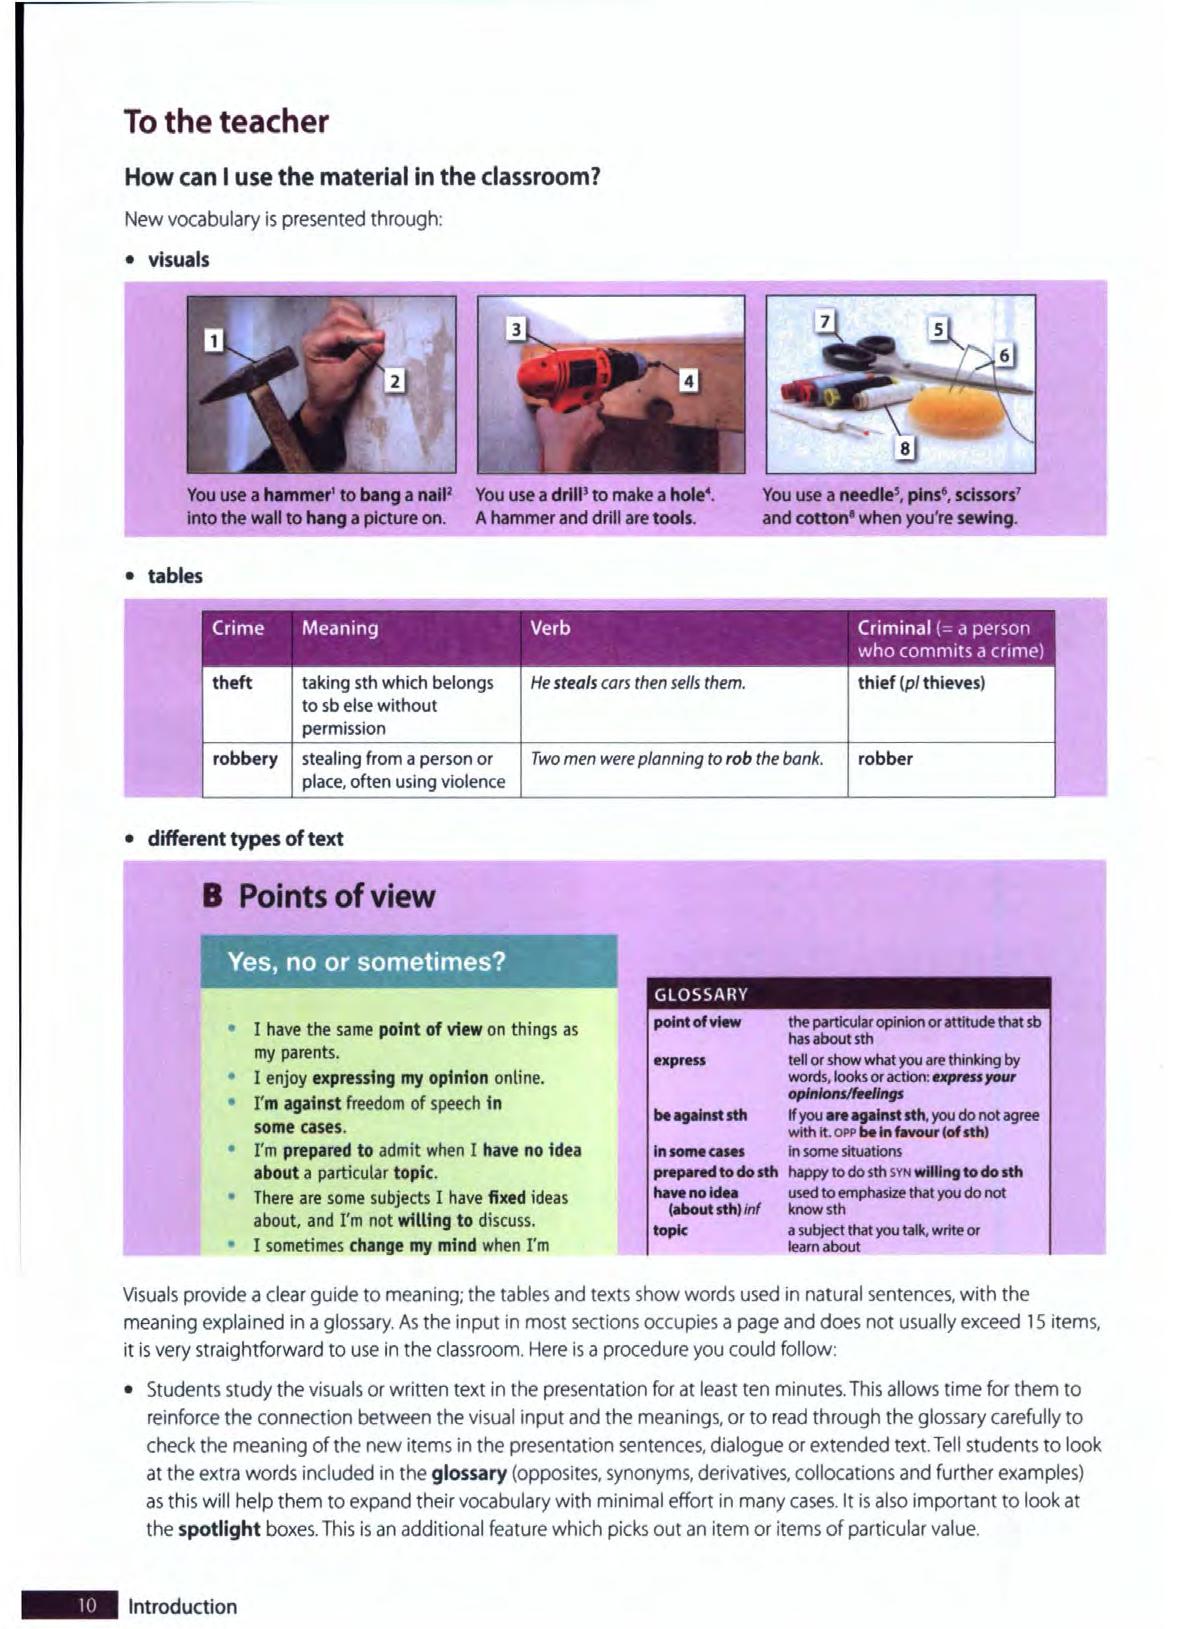 To the teacher
How can I use the material in the classroom?
New vocabulary is presented through:
• visuals
1
2
3
4
7
5
6
8
You use a hammer¹ to bang a nail²
into the wall to hang a picture on.
You use a drill³ to make a hole⁴.
A hammer and drill are tools.
You use a needle⁵, pins⁶, scissors⁷
and cotton⁸ when you're sewing.
• tables
Crime Meaning Verb Criminal (= a person
who commits a crime)
theft taking sth which belongs He steals cars then sells them. thief (pl thieves)
to sb else without
permission
robbery stealing from a person or Two men were planning to rob the bank. robber
place, often using violence
• different types of text
B Points of view
Yes, no or sometimes?
• I have the same point of view on things as
my parents.
• I enjoy expressing my opinion online.
• I'm against freedom of speech in
some cases.
• I'm prepared to admit when I have no idea
about a particular topic.
• There are some subjects I have fixed ideas
about, and I'm not willing to discuss.
• I sometimes change my mind when I'm
GLOSSARY
point of view the particular opinion or attitude that sb
has about sth
express tell or show what you are thinking by
words, looks or action: express your
opinions/feelings
be against sth If you are against sth, you do not agree
with it. OPP be in favour (of sth)
in some cases in some situations
prepared to do sth happy to do sth SYN willing to do sth
have no idea used to emphasize that you do not
(about sth) inf know sth
topic a subject that you talk, write or
learn about
Visuals provide a clear guide to meaning; the tables and texts show words used in natural sentences, with the
meaning explained in a glossary. As the input in most sections occupies a page and does not usually exceed 15 items,
it is very straightforward to use in the classroom. Here is a procedure you could follow:
• Students study the visuals or written text in the presentation for at least ten minutes. This allows time for them to
reinforce the connection between the visual input and the meanings, or to read through the glossary carefully to
check the meaning of the new items in the presentation sentences, dialogue or extended text. Tell students to look
at the extra words included in the glossary (opposites, synonyms, derivatives, collocations and further examples)
as this will help them to expand their vocabulary with minimal effort in many cases. It is also important to look at
the spotlight boxes. This is an additional feature which picks out an item or items of particular value.
10 Introduction